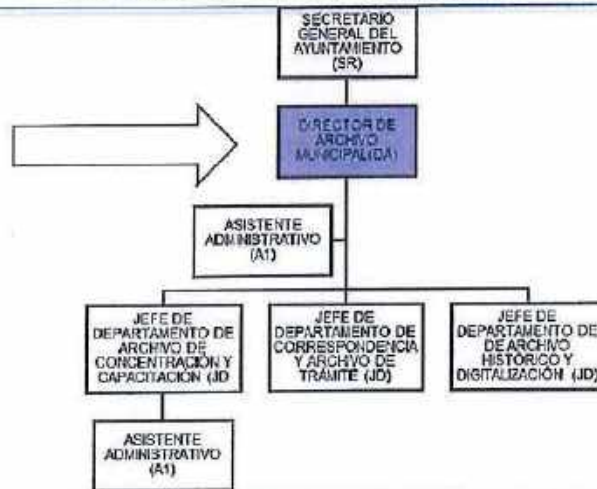 SECRETARIO
GENERAL DEL
AYUNTAMIENTO
(SR)
DIRECTOR DE
ARCHIVO
MUNICIPAL(DA)
ASISTENTE
ADMINISTRATIVO
(A1)
JEFE DE
DEPARTAMENTO DE
ARCHIVO DE
CONCENTRACIÓN Y
CAPACITACIÓN (JD
JEFE DE
DEPARTAMENTO DE
CORRESPONDENCIA
Y ARCHIVO DE
TRÁMITE (JD)
JEFE DE
DEPARTAMENTO DE
DE ARCHIVO
HISTÓRICO Y
DIGITALIZACIÓN (JD)
ASISTENTE
ADMINISTRATIVO
(A1)